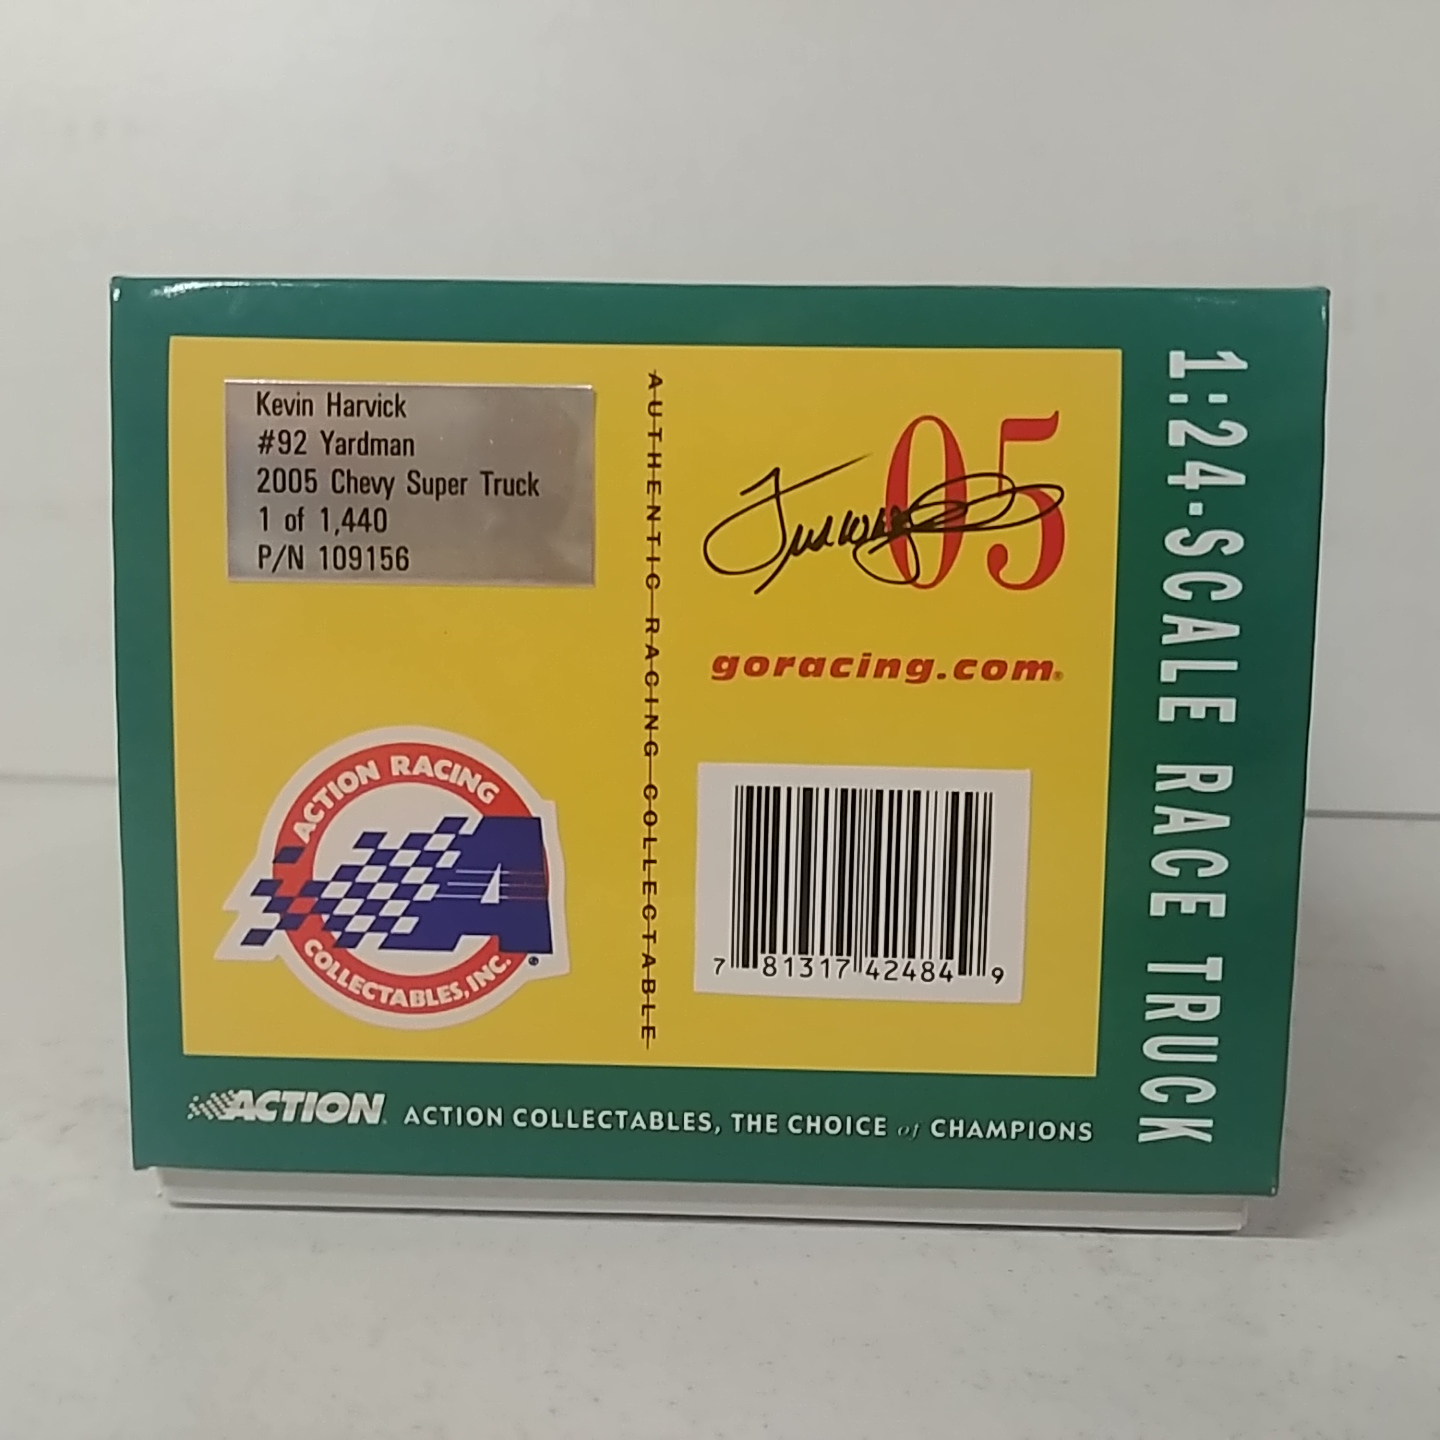 Kevin Harvick
#92 Yardman
2005 Chevy Super Truck
1 of 1,440
P/N 109156
AUTHENTIC RACING COLLECTABLE
05
goracing.com®
ACTION RACING
COLLECTABLES, INC.
A
7 81317 42484 9
1:24-SCALE RACE TRUCK
ACTION
ACTION COLLECTABLES, THE CHOICE of CHAMPIONS